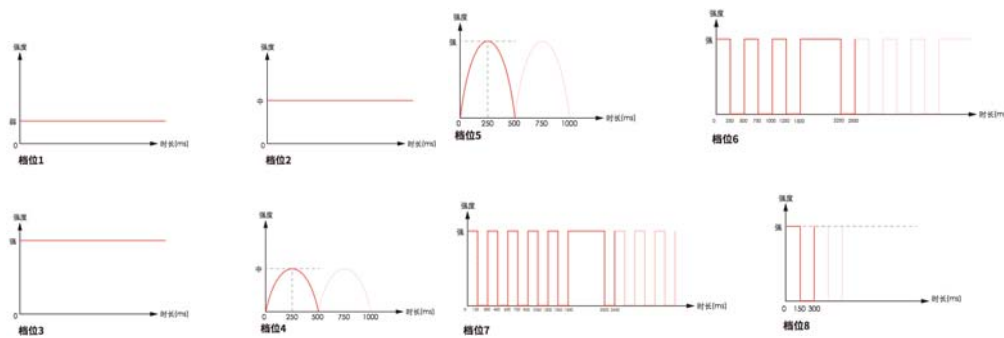 强度
弱
0
时长[ms]
档位1
强度
中
0
时长[ms]
档位2
强度
强
0
250
500
750
1000
时长[ms]
档位5
强度
强
0
时长[ms]
档位6
强度
强
0
时长[ms]
档位3
强度
中
0
250
500
750
1000
时长[ms]
档位4
强度
强
0
时长[ms]
档位7
强度
强
0
150
300
时长[ms]
档位8